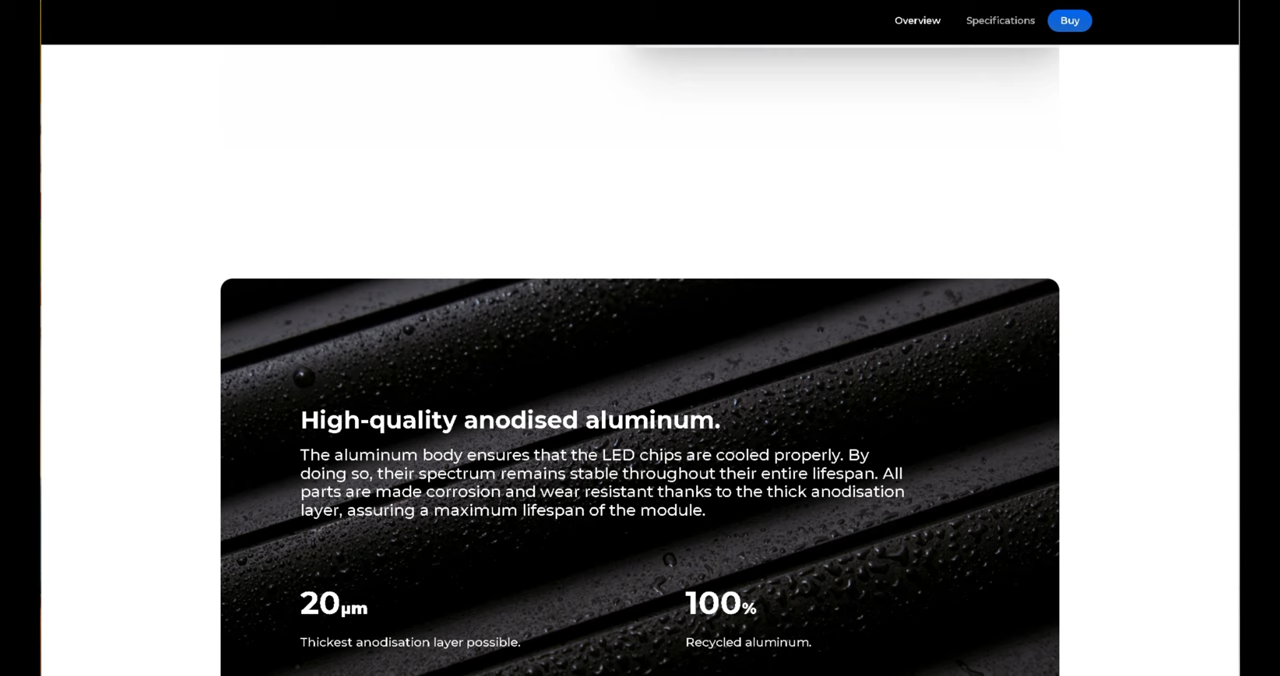 Overview Specifications Buy
High-quality anodised aluminum.
The aluminum body ensures that the LED chips are cooled properly. By
doing so, their spectrum remains stable throughout their entire lifespan. All
parts are made corrosion and wear resistant thanks to the thick anodisation
layer, assuring a maximum lifespan of the module.
20µm
Thickest anodisation layer possible.
100%
Recycled aluminum.